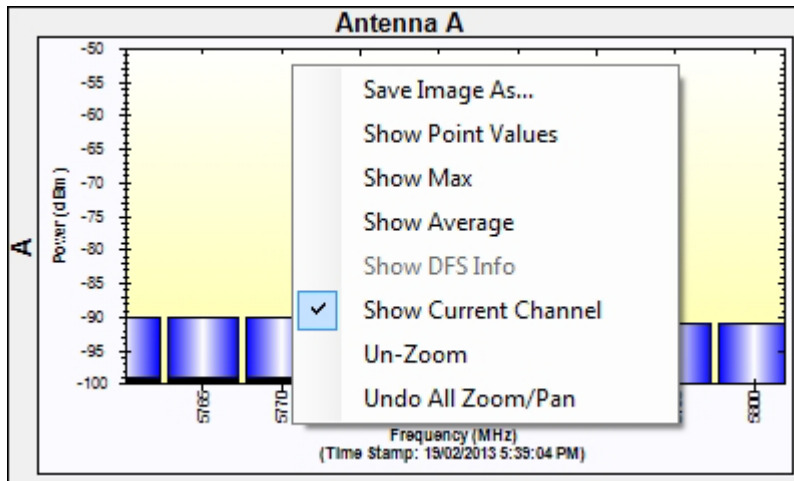 Antenna A
-50
-55
-60
-65
-70
-75
-80
-85
-90
-95
-100
Power (dBm)
A
Save Image As...
Show Point Values
Show Max
Show Average
Show DFS Info
Show Current Channel
Un-Zoom
Undo All Zoom/Pan
5765
5770
5800
Frequency (MHz)
(Time Stamp: 19/02/2013 5:39:04 PM)